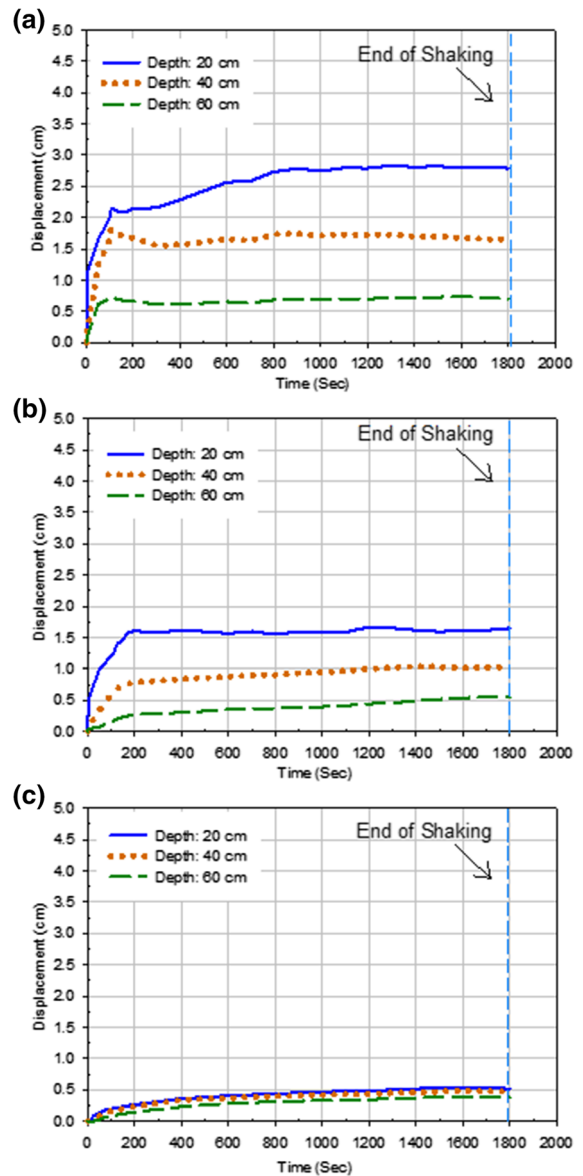 (a)
5.0
4.5
4.0
3.5
3.0
2.5
2.0
1.5
1.0
0.5
0.0
Displacement (cm)
Depth: 20 cm
Depth: 40 cm
Depth: 60 cm
End of Shaking
0 200 400 600 800 1000 1200 1400 1600 1800 2000
Time (Sec)
(b)
5.0
4.5
4.0
3.5
3.0
2.5
2.0
1.5
1.0
0.5
0.0
Displacement (cm)
Depth: 20 cm
Depth: 40 cm
Depth: 60 cm
End of Shaking
0 200 400 600 800 1000 1200 1400 1600 1800 2000
Time (Sec)
(c)
5.0
4.5
4.0
3.5
3.0
2.5
2.0
1.5
1.0
0.5
0.0
Displacement (cm)
Depth: 20 cm
Depth: 40 cm
Depth: 60 cm
End of Shaking
0 200 400 600 800 1000 1200 1400 1600 1800 2000
Time (Sec)